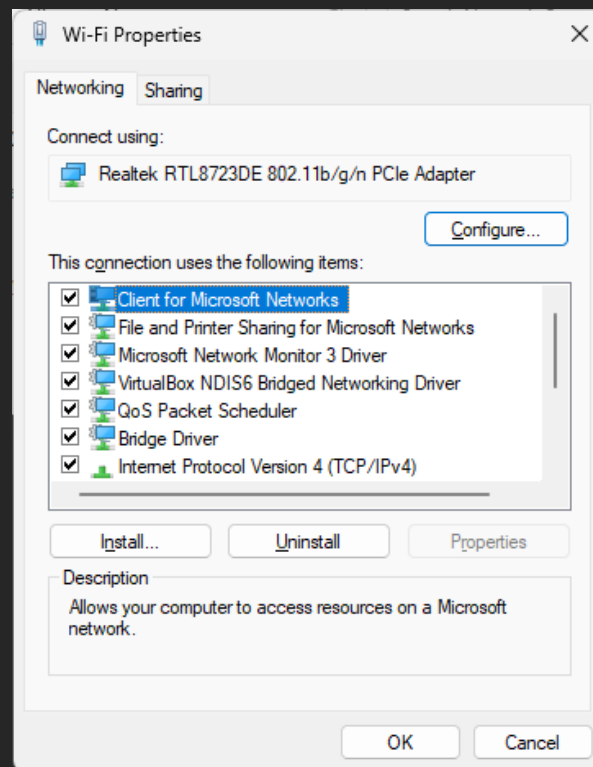 Wi-Fi Properties
Networking
Sharing
Connect using:
Realtek RTL8723DE 802.11b/g/n PCIe Adapter
Configure...
This connection uses the following items:
Client for Microsoft Networks
File and Printer Sharing for Microsoft Networks
Microsoft Network Monitor 3 Driver
VirtualBox NDIS6 Bridged Networking Driver
QoS Packet Scheduler
Bridge Driver
Internet Protocol Version 4 (TCP/IPv4)
Install...
Uninstall
Properties
Description
Allows your computer to access resources on a Microsoft
network.
OK
Cancel